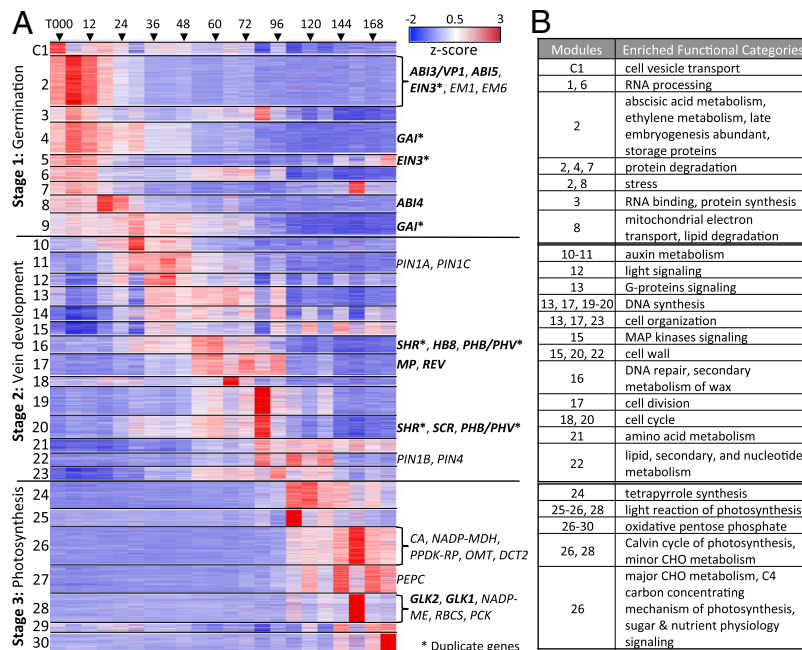 A
T000 12 24 36 48 60 72 96 120 144 168
-2 0.5 3
z-score
Stage 1: Germination
Stage 2: Vein development
Stage 3: Photosynthesis
C1
2
3
4
5
6
7
8
9
10
11
12
13
14
15
16
17
18
19
20
21
22
23
24
25
26
27
28
29
30
ABI3/VP1, ABI5,
EIN3*, EM1, EM6
GAI*
EIN3*
ABI4
GAI*
PIN1A, PIN1C
SHR*, HB8, PHB/PHV*
MP, REV
SHR*, SCR, PHB/PHV*
PIN1B, PIN4
CA, NADP-MDH,
PPDK-RP, OMT, DCT2
PEPC
GLK2, GLK1, NADP-
ME, RBCS, PCK
* Duplicate genes
B
Modules Enriched Functional Categories
C1 cell vesicle transport
1, 6 RNA processing
abscisic acid metabolism,
ethylene metabolism, late
2 embryogenesis abundant,
storage proteins
2, 4, 7 protein degradation
2, 8 stress
3 RNA binding, protein synthesis
8 mitochondrial electron
transport, lipid degradation
10-11 auxin metabolism
12 light signaling
13 G-proteins signaling
13, 17, 19-20 DNA synthesis
13, 17, 23 cell organization
15 MAP kinases signaling
15, 20, 22 cell wall
16 DNA repair, secondary
metabolism of wax
17 cell division
18, 20 cell cycle
21 amino acid metabolism
22 lipid, secondary, and nucleotide
metabolism
24 tetrapyrrole synthesis
25-26, 28 light reaction of photosynthesis
26-30 oxidative pentose phosphate
26, 28 Calvin cycle of photosynthesis,
minor CHO metabolism
major CHO metabolism, C4
carbon concentrating
26 mechanism of photosynthesis,
sugar & nutrient physiology
signaling